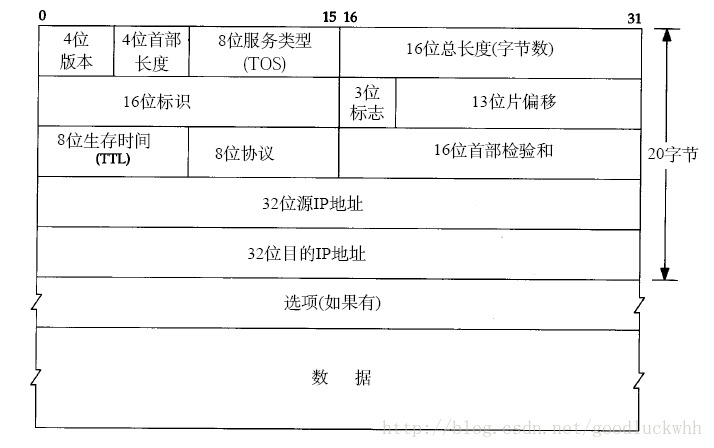 0 15 16 31
4位 4位首部 8位服务类型 16位总长度(字节数)
版本 长度 (TOS)
16位标识 3位 13位片偏移
标志
8位生存时间 8位协议 16位首部检验和 20字节
(TTL)
32位源IP地址
32位目的IP地址
选项(如果有)
数 据
http://blog.csdn.net/goodluckwhh